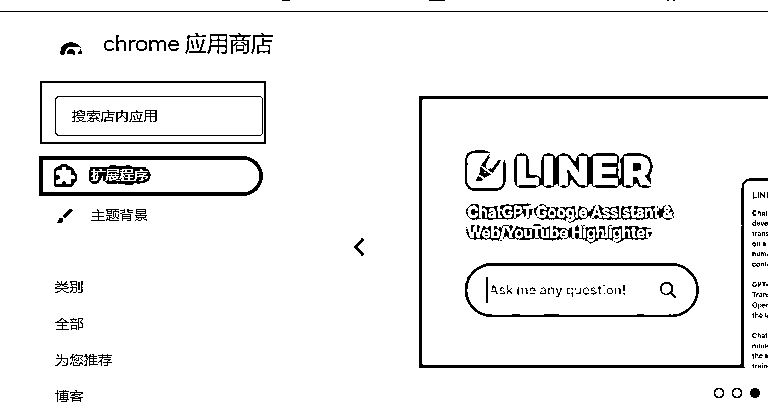 chrome 应用商店
搜索店内应用
扩展程序
主题背景
类别
全部
为您推荐
博客
LINER
ChatGPT Google Assistant &
Web/YouTube Highlighter
Ask me any question!